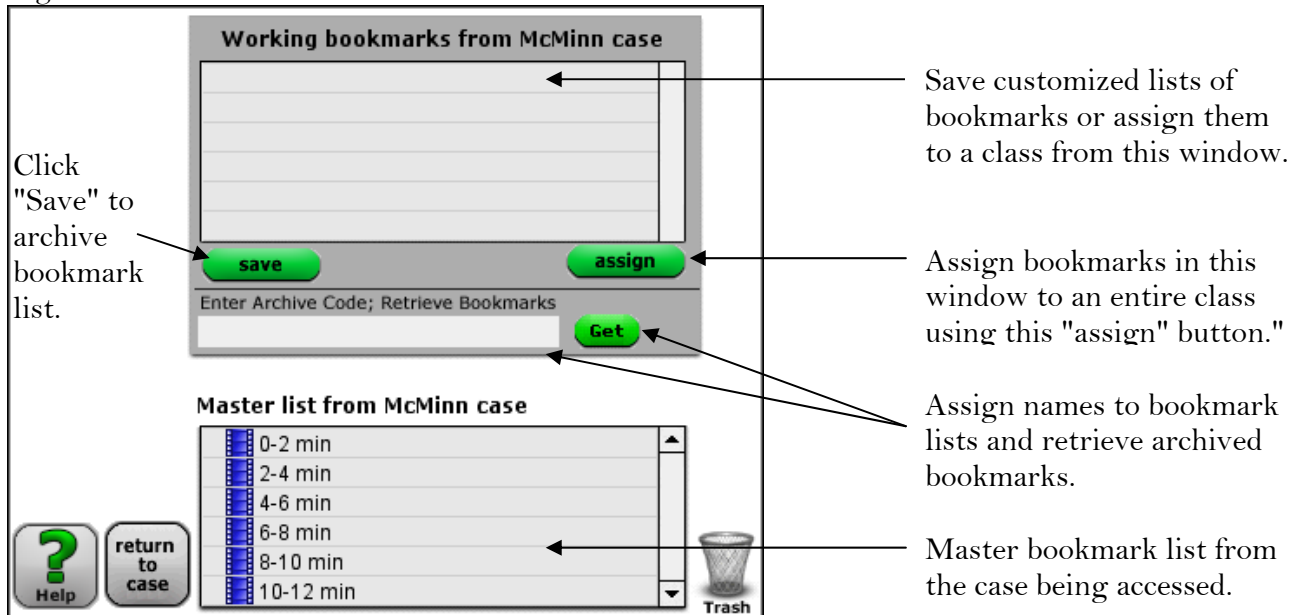 Working bookmarks from McMinn case
Save customized lists of
bookmarks or assign them
to a class from this window.
Click
"Save" to
archive
bookmark
list.
save
assign
Assign bookmarks in this
window to an entire class
using this "assign" button."
Enter Archive Code; Retrieve Bookmarks
Get
Assign names to bookmark
lists and retrieve archived
bookmarks.
Master list from McMinn case
0-2 min
2-4 min
4-6 min
6-8 min
8-10 min
10-12 min
Help
return
to
case
Trash
Master bookmark list from
the case being accessed.